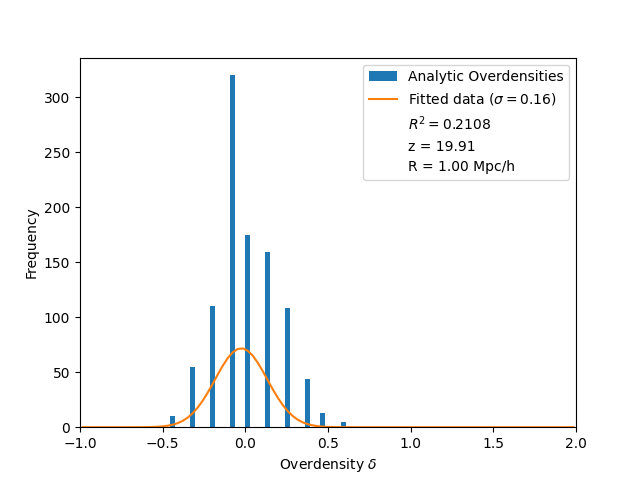 Analytic Overdensities
Fitted data (σ = 0.16)
R² = 0.2108
z = 19.91
R = 1.00 Mpc/h
Frequency
300
250
200
150
100
50
0
−1.0 −0.5 0.0 0.5 1.0 1.5 2.0
Overdensity δ